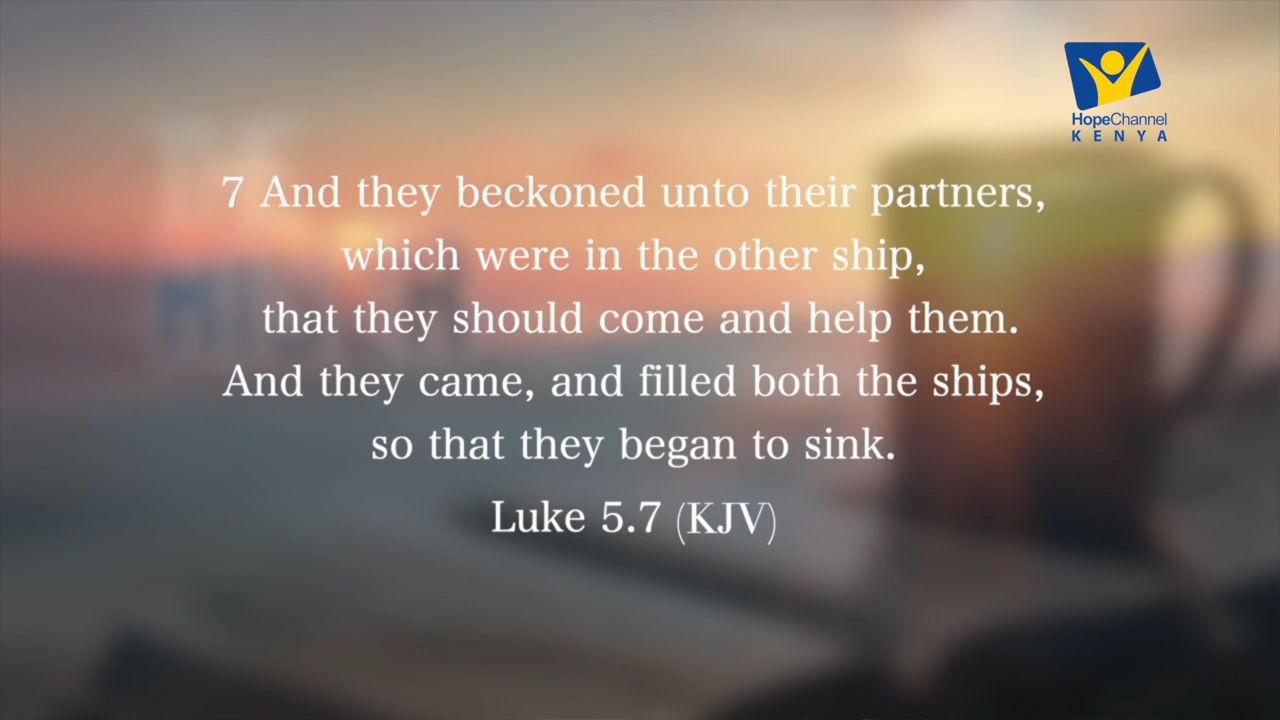 HopeChannel
KENYA
7 And they beckoned unto their partners,
which were in the other ship,
that they should come and help them.
And they came, and filled both the ships,
so that they began to sink.
Luke 5.7 (KJV)